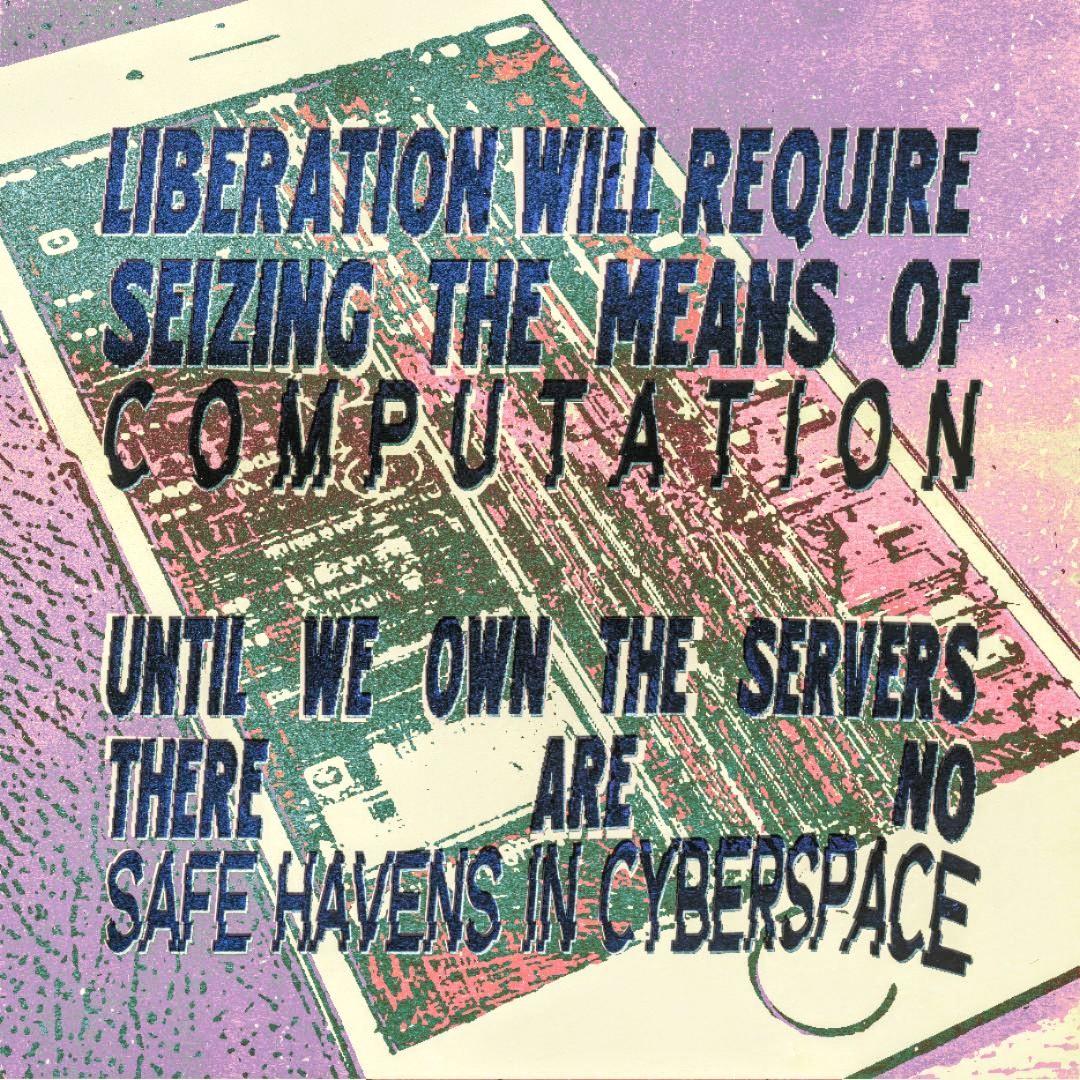 LIBERATION WILL REQUIRE
SEIZING THE MEANS OF
COMPUTATION
UNTIL WE OWN THE SERVERS
THERE ARE NO
SAFE HAVENS IN CYBERSPACE